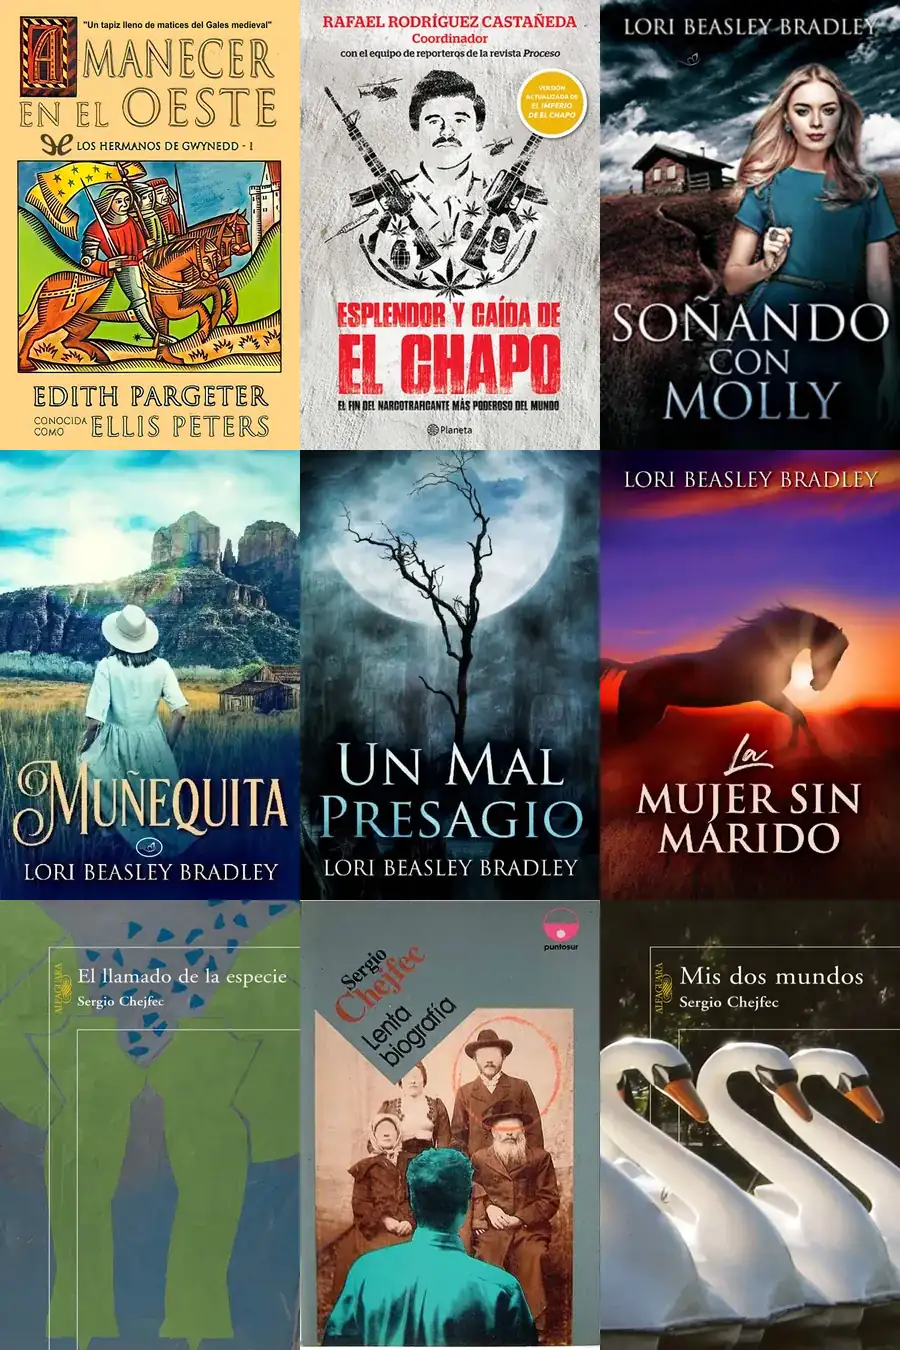 "Un tapiz lleno de matices del Gales medieval"
AMANECER
EN EL OESTE
LOS HERMANOS DE GWYNEDD - I
EDITH PARGETER
CONOCIDA
COMO
ELLIS PETERS
RAFAEL RODRÍGUEZ CASTAÑEDA
Coordinador
con el equipo de reporteros de la revista Proceso
VERSIÓN
ACTUALIZADA DE
EL IMPERIO
DE EL CHAPO
ESPLENDOR Y CAÍDA DE
EL CHAPO
EL FIN DEL NARCOTRAFICANTE MÁS PODEROSO DEL MUNDO
Planeta
LORI BEASLEY BRADLEY
SOÑANDO
CON
MOLLY
MUÑEQUITA
LORI BEASLEY BRADLEY
UN MAL
PRESAGIO
LORI BEASLEY BRADLEY
LORI BEASLEY BRADLEY
La
MUJER SIN
MARIDO
ALFAGUARA
El llamado de la especie
Sergio Chejfec
puntosur
Sergio
Chejfec
Lenta
biografía
ALFAGUARA
Mis dos mundos
Sergio Chejfec